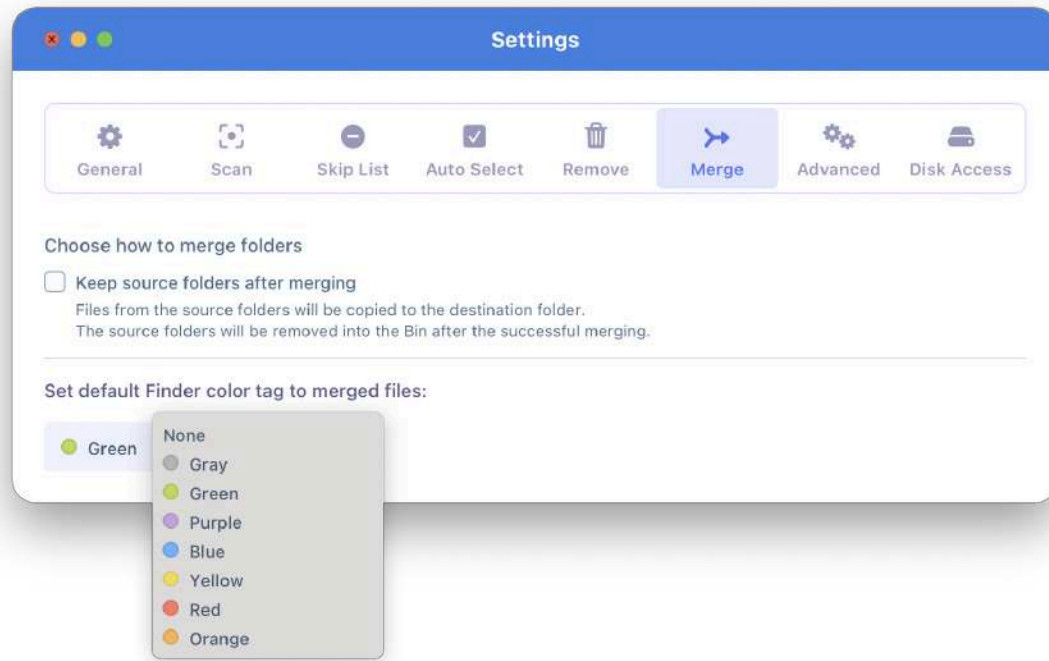 Settings
General Scan Skip List Auto Select Remove Merge Advanced Disk Access
Choose how to merge folders
Keep source folders after merging
Files from the source folders will be copied to the destination folder.
The source folders will be removed into the Bin after the successful merging.
Set default Finder color tag to merged files:
Green
None
Gray
Green
Purple
Blue
Yellow
Red
Orange